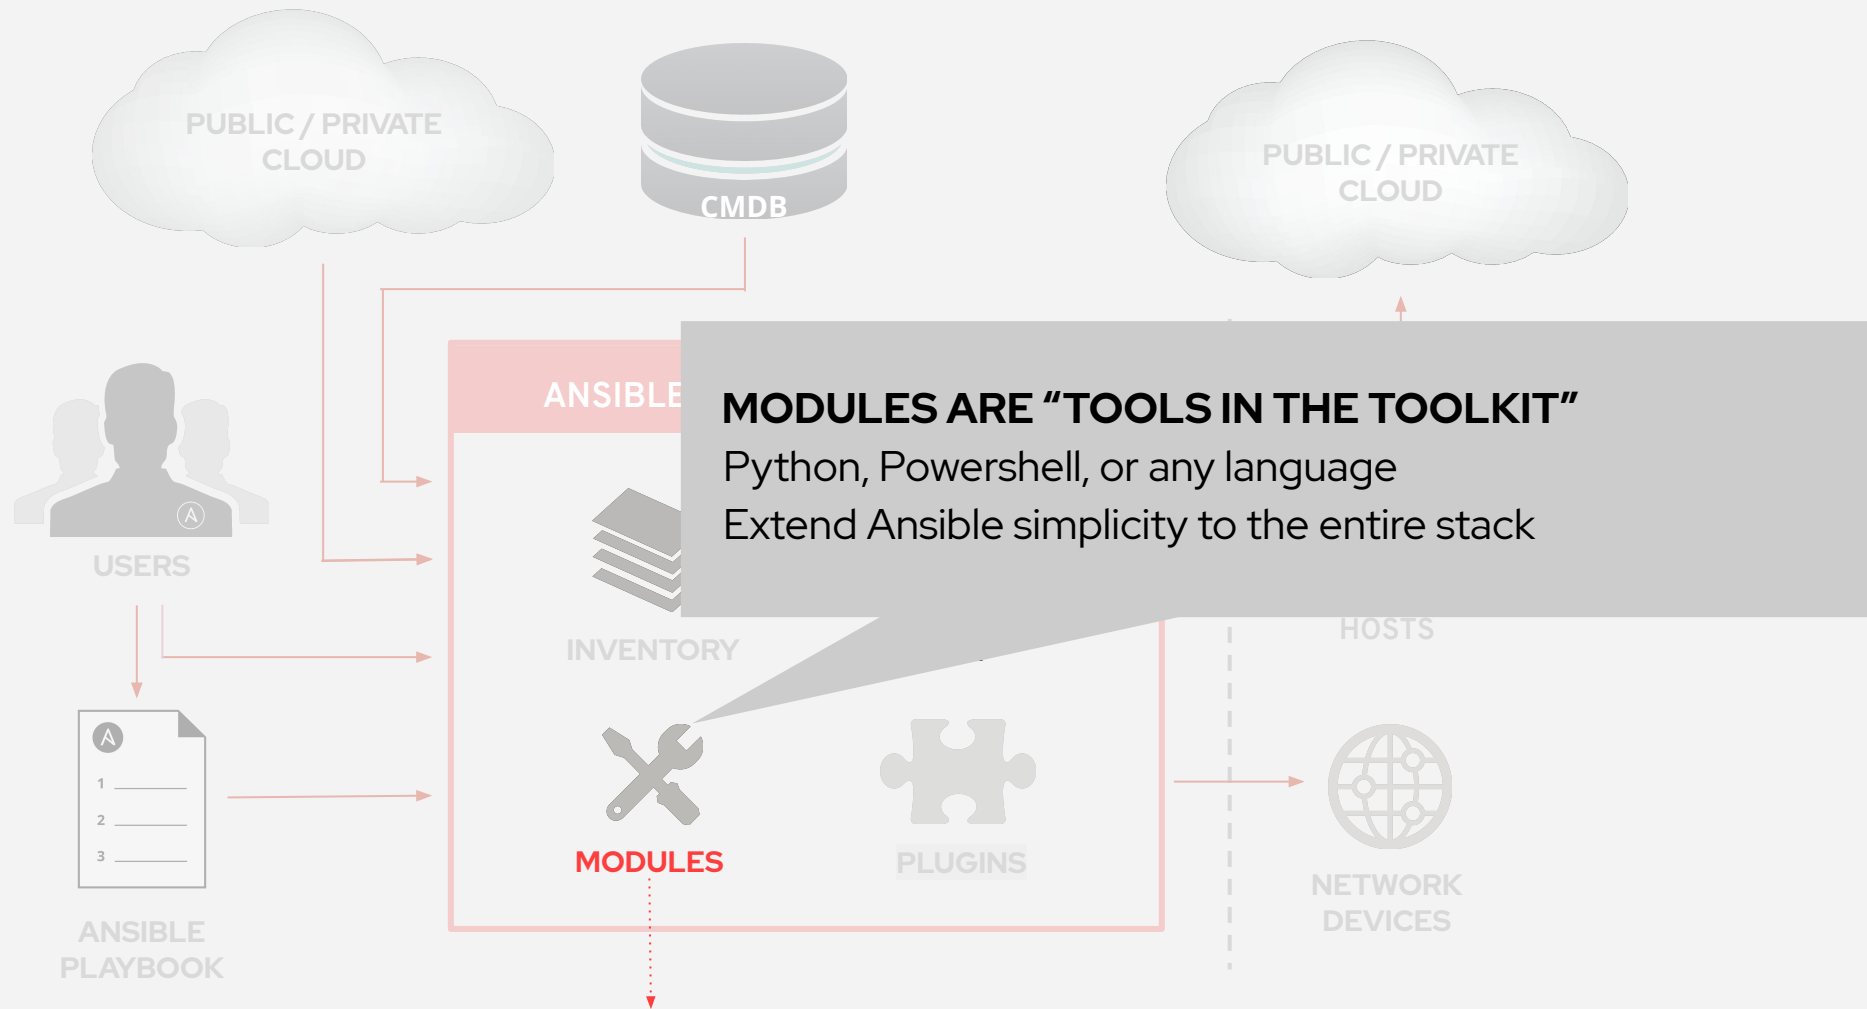 PUBLIC / PRIVATE
CLOUD
CMDB
PUBLIC / PRIVATE
CLOUD
ANSIBLE
MODULES ARE “TOOLS IN THE TOOLKIT”
Python, Powershell, or any language
Extend Ansible simplicity to the entire stack
USERS
INVENTORY
HOSTS
1
2
3
MODULES
PLUGINS
NETWORK
DEVICES
ANSIBLE
PLAYBOOK